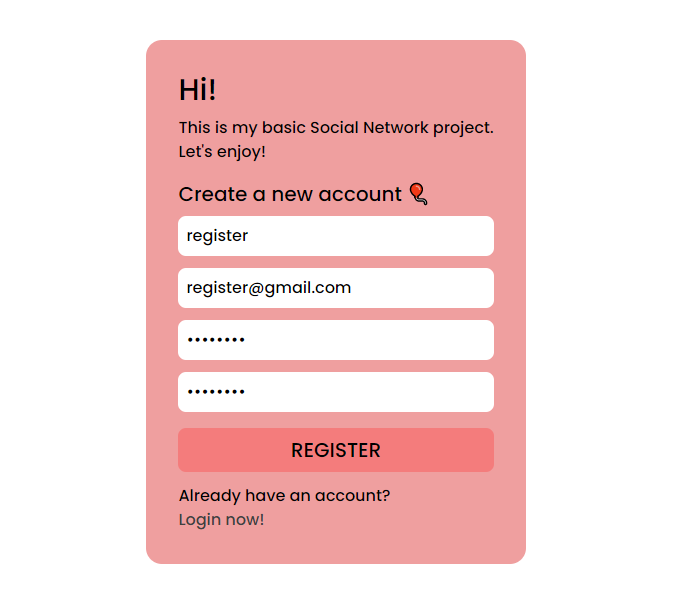 Hi!
This is my basic Social Network project.
Let's enjoy!
Create a new account 🎈
register
register@gmail.com
••••••••
••••••••
REGISTER
Already have an account?
Login now!